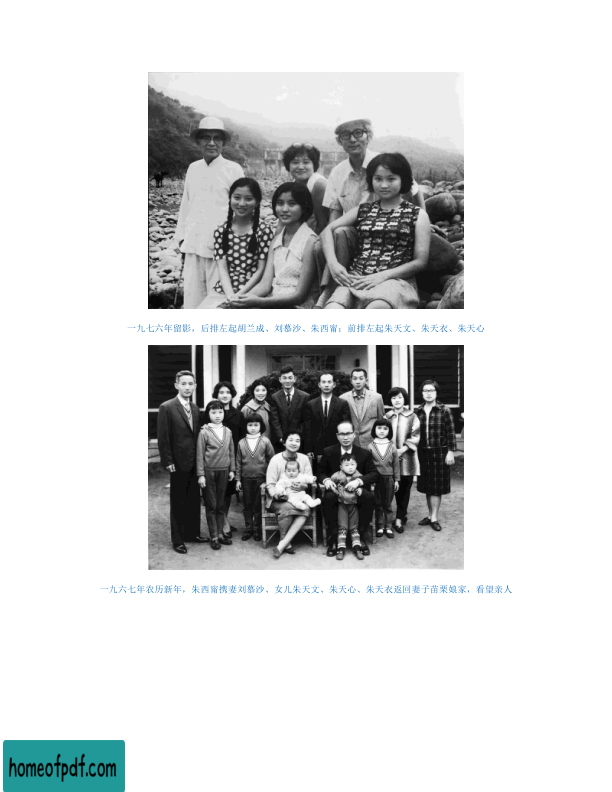 一九七六年留影，后排左起胡兰成、刘慕沙、朱西甯；前排左起朱天文、朱天衣、朱天心
一九六七年农历新年，朱西甯携妻刘慕沙、女儿朱天文、朱天心、朱天衣返回妻子苗栗娘家，看望亲人
homeofpdf.com